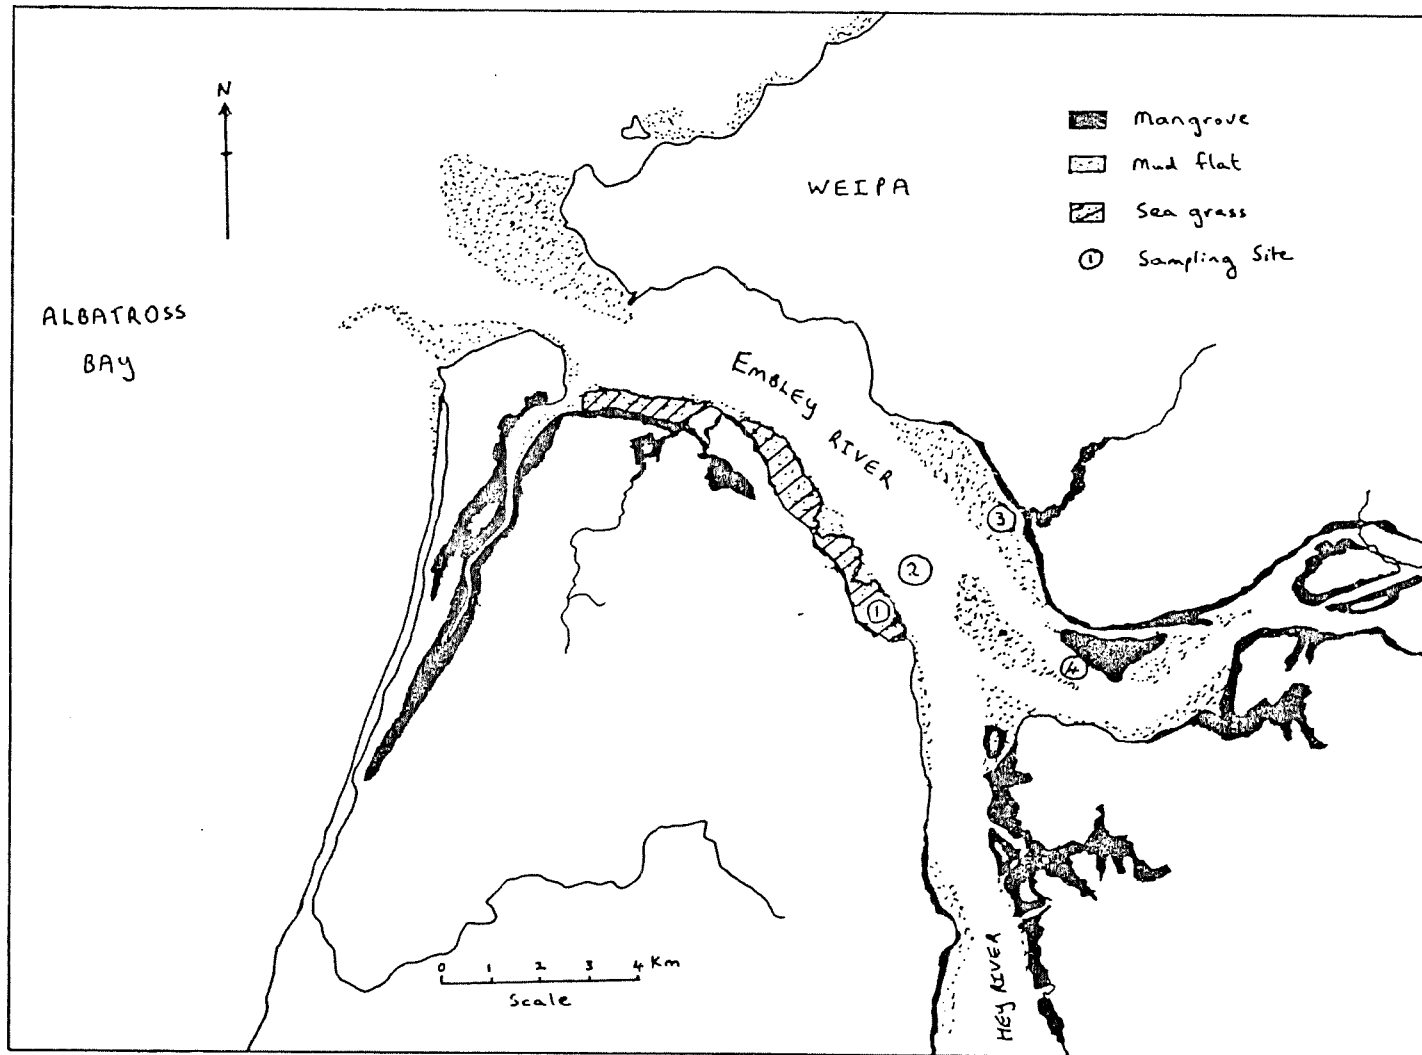 N
Mangrove
Mud flat
Sea grass
1 Sampling Site
WEIPA
ALBATROSS
BAY
EMBLEY RIVER
3
2
1
4
0 1 2 3 4 Km
Scale
HEY RIVER